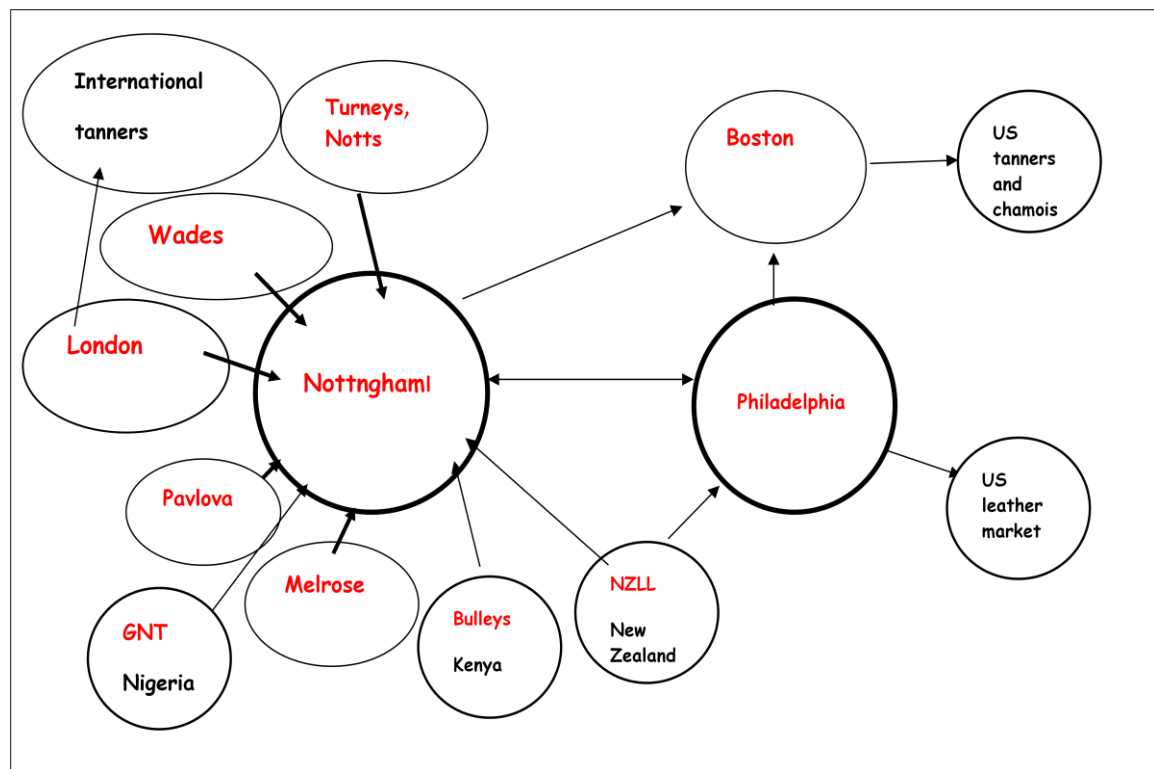 International
tanners
Turneys,
Notts
Boston
US
tanners
and
chamois
Wades
London
Nottnghaml
Philadelphia
Pavlova
US
leather
market
Melrose
NZLL
New
Zealand
Bulleys
Kenya
GNT
Nigeria